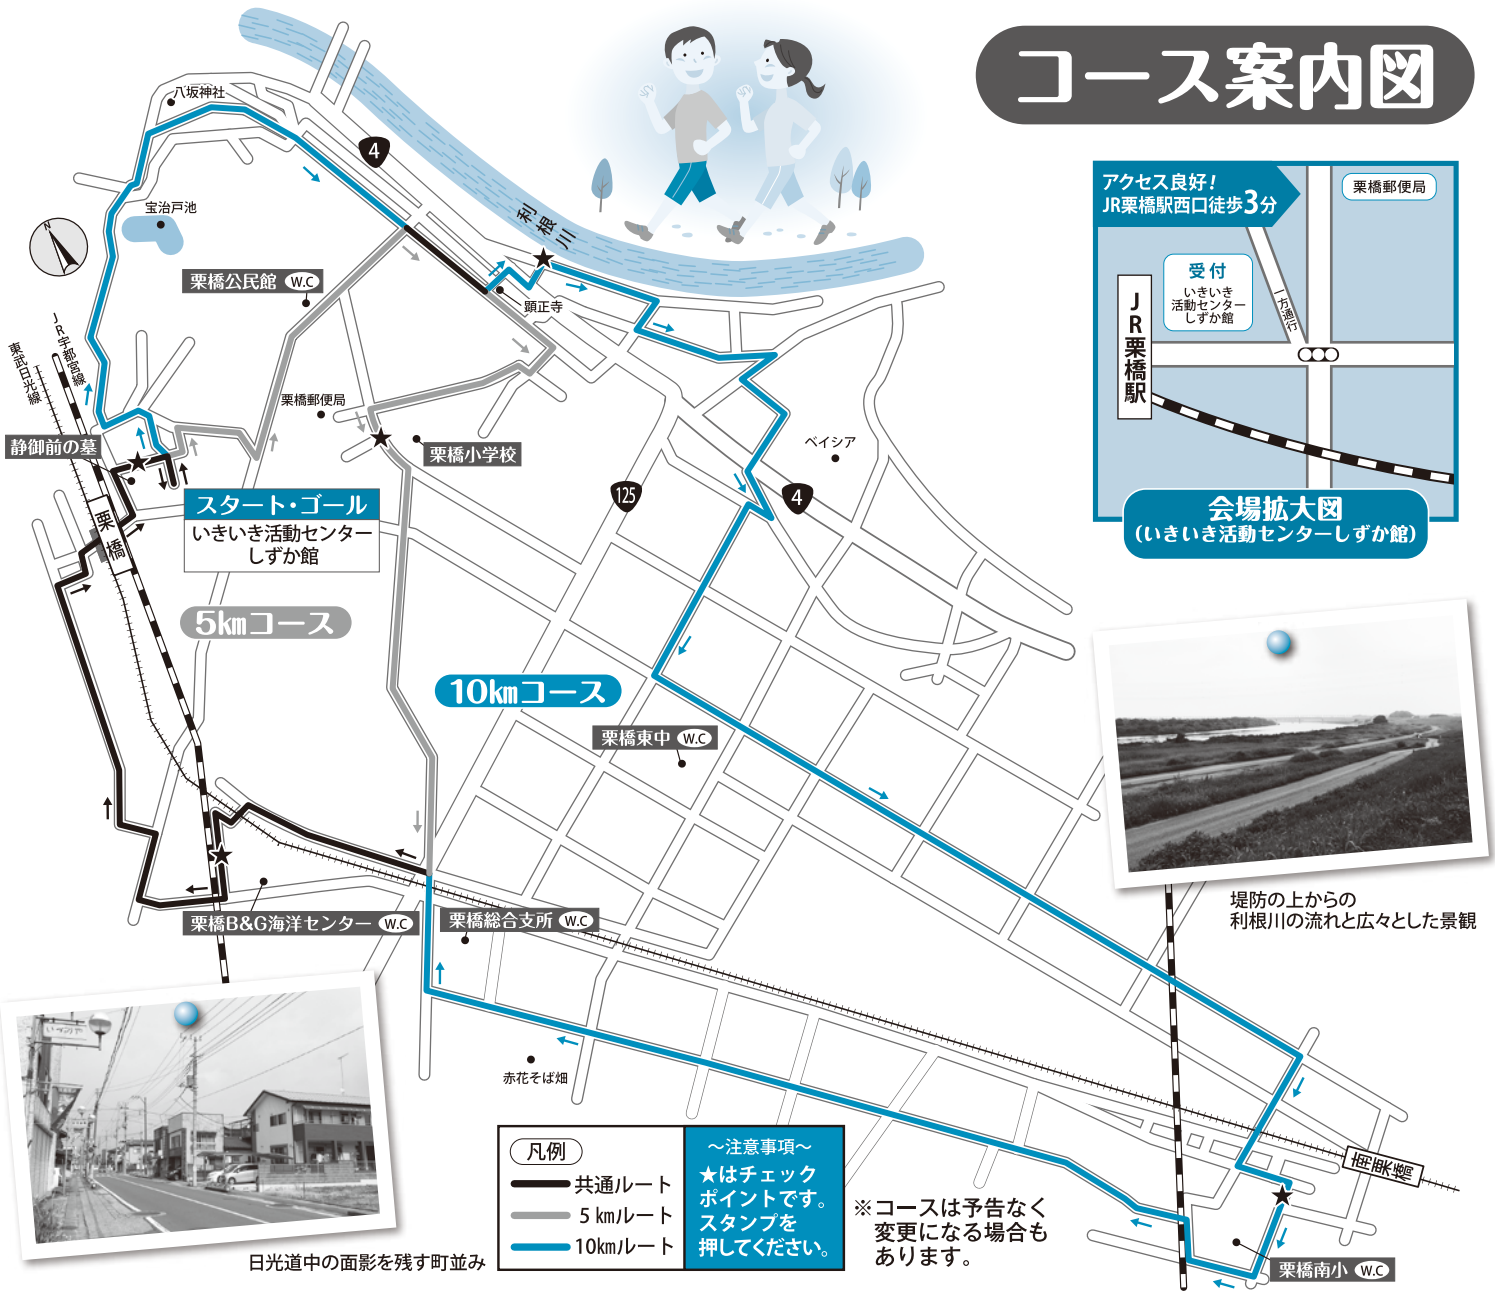 コース案内図
アクセス良好！
JR栗橋駅西口徒歩3分
栗橋郵便局
受付
いきいき
活動センター
しずか館
一方通行
JR栗橋駅
会場拡大図
（いきいき活動センターしずか館）
八坂神社
4
宝治戸池
N
利根川
栗橋公民館 W.C
顕正寺
JR宇都宮線
東武日光線
栗橋郵便局
静御前の墓
栗橋小学校
ベイシア
125
4
スタート・ゴール
いきいき活動センター
しずか館
栗橋
5kmコース
10kmコース
栗橋東中 W.C
堤防の上からの
利根川の流れと広々とした景観
栗橋B&G海洋センター W.C
栗橋総合支所 W.C
赤花そば畑
日光道中の面影を残す町並み
凡例
共通ルート
5kmルート
10kmルート
〜注意事項〜
★はチェック
ポイントです。
スタンプを
押してください。
※コースは予告なく
変更になる場合も
あります。
南栗橋
栗橋南小 W.C